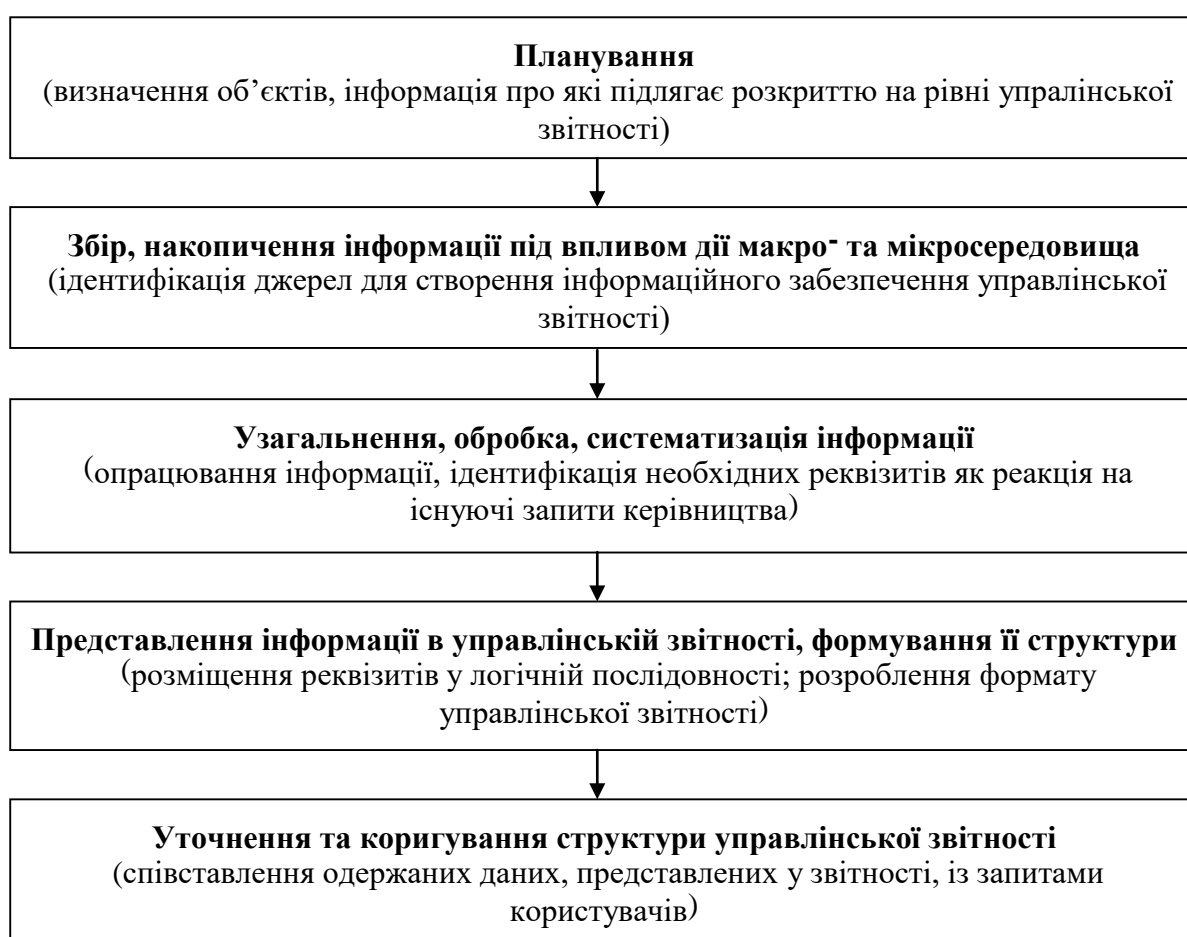 Планування
(визначення об’єктів, інформація про які підлягає розкриттю на рівні упралінської
звітності)
Збір, накопичення інформації під впливом дії макро- та мікросередовища
(ідентифікація джерел для створення інформаційного забезпечення управлінської
звітності)
Узагальнення, обробка, систематизація інформації
(опрацювання інформації, ідентифікація необхідних реквізитів як реакція на
існуючі запити керівництва)
Представлення інформації в управлінській звітності, формування її структури
(розміщення реквізитів у логічній послідовності; розроблення формату
управлінської звітності)
Уточнення та коригування структури управлінської звітності
(співставлення одержаних даних, представлених у звітності, із запитами
користувачів)